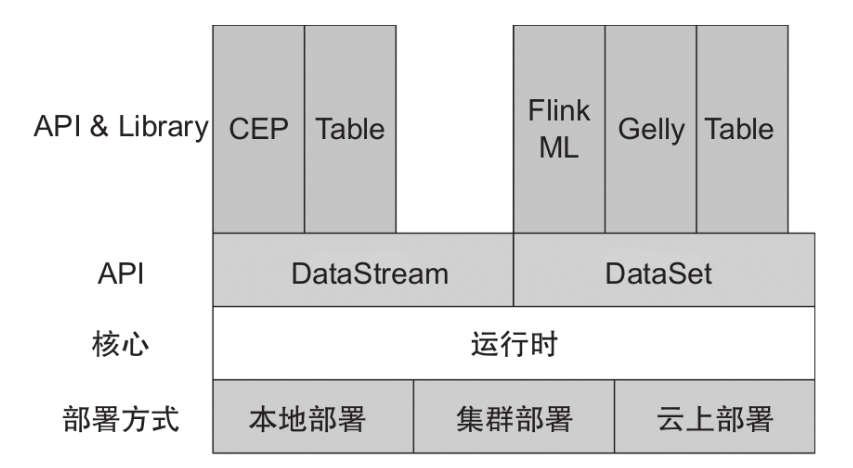 API & Library
CEP
Table
Flink
ML
Gelly
Table
API
DataStream
DataSet
核心
运行时
部署方式
本地部署
集群部署
云上部署